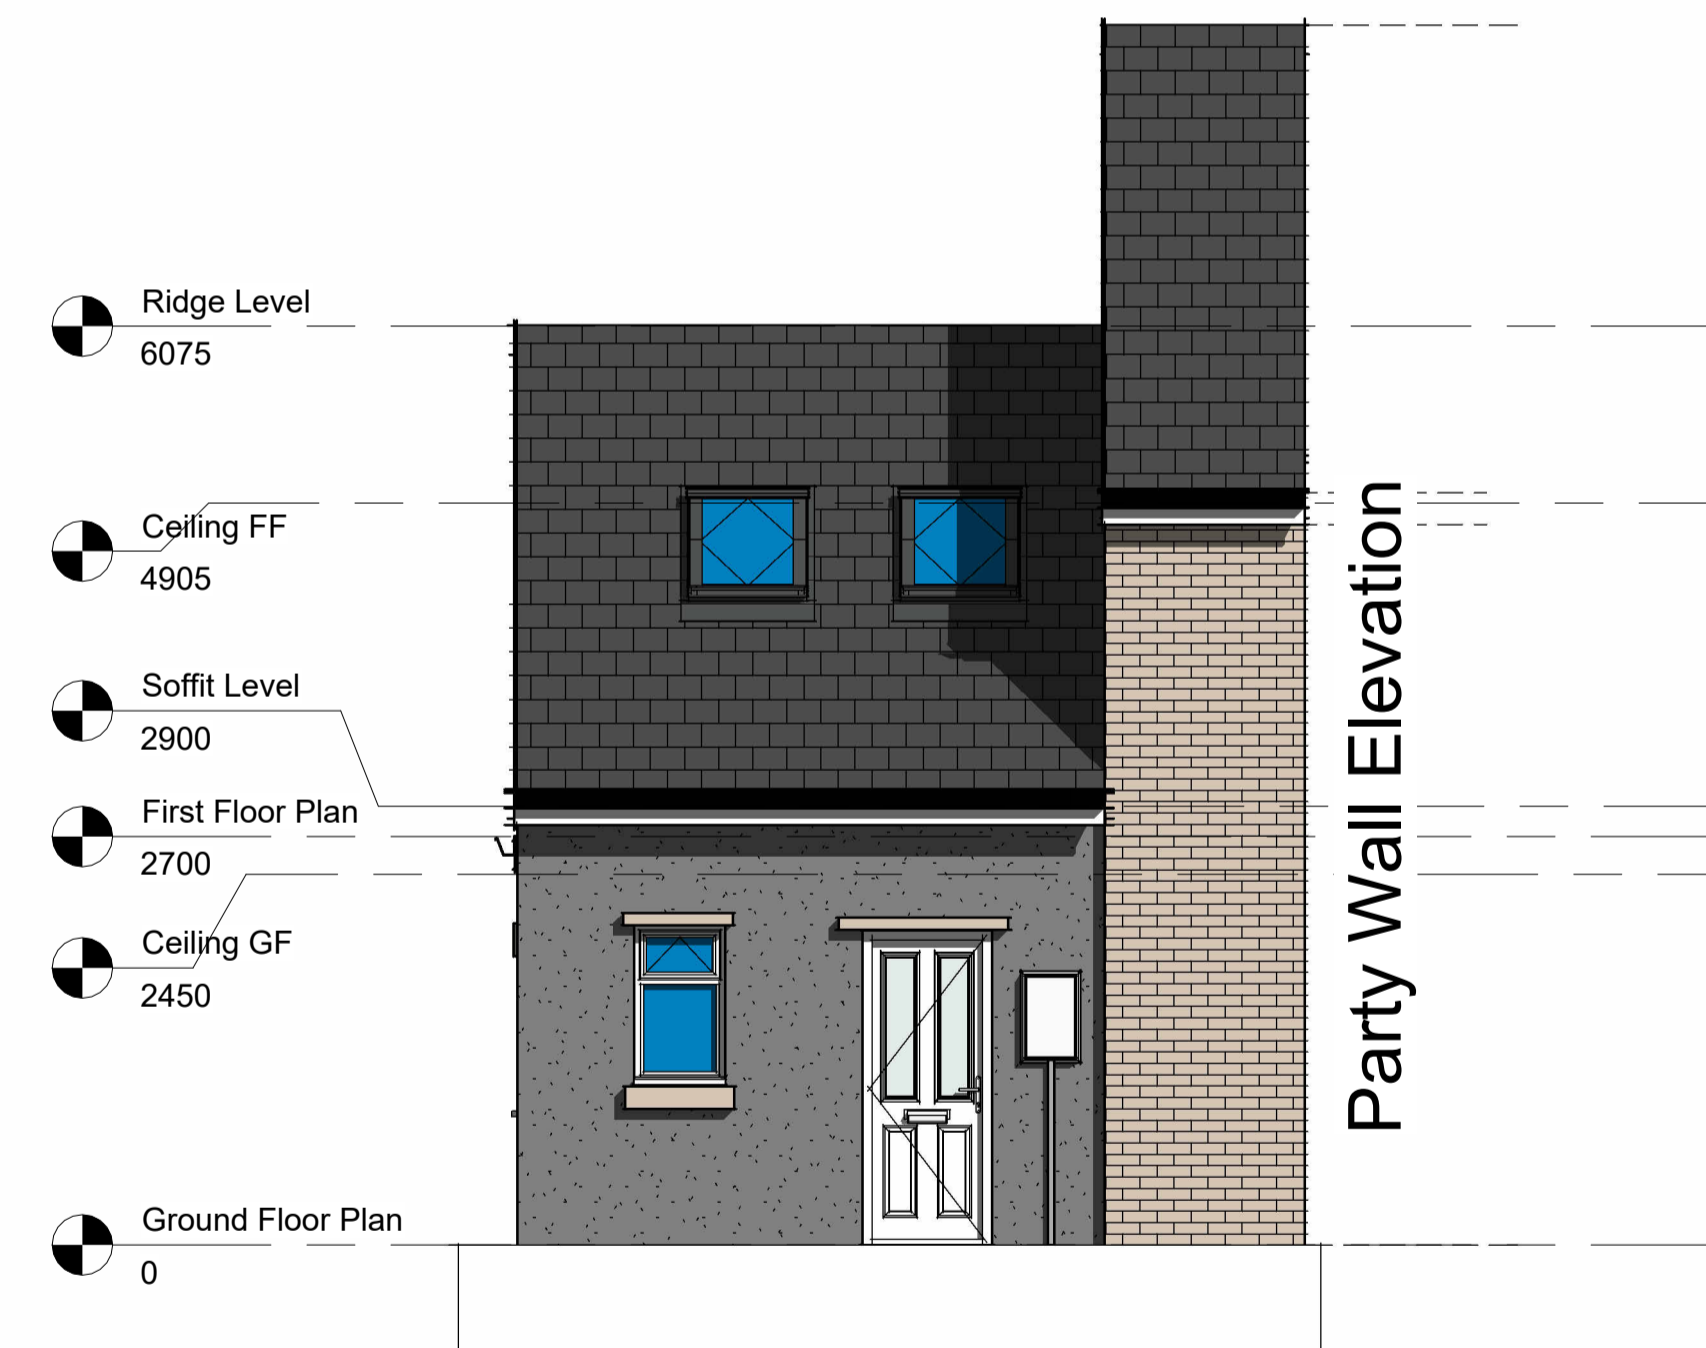 Ridge Level
6075
Ceiling FF
4905
Soffit Level
2900
First Floor Plan
2700
Ceiling GF
2450
Ground Floor Plan
0
Party Wall Elevation